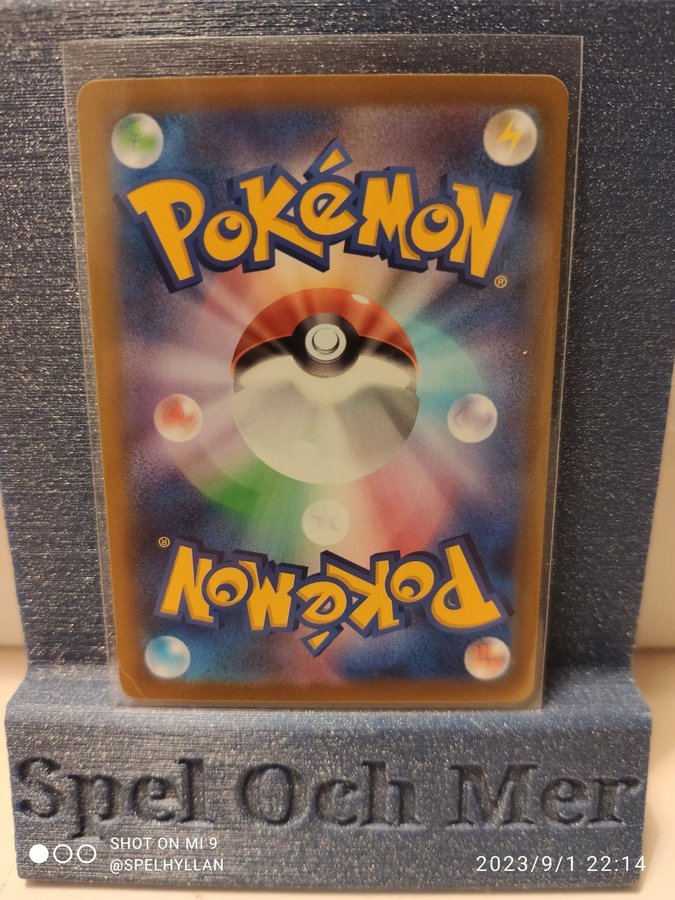 POKéMON
®
®
POKéMON
Spel Och Mer
SHOT ON MI 9
@SPELHYLLAN
2023/9/1 22:14